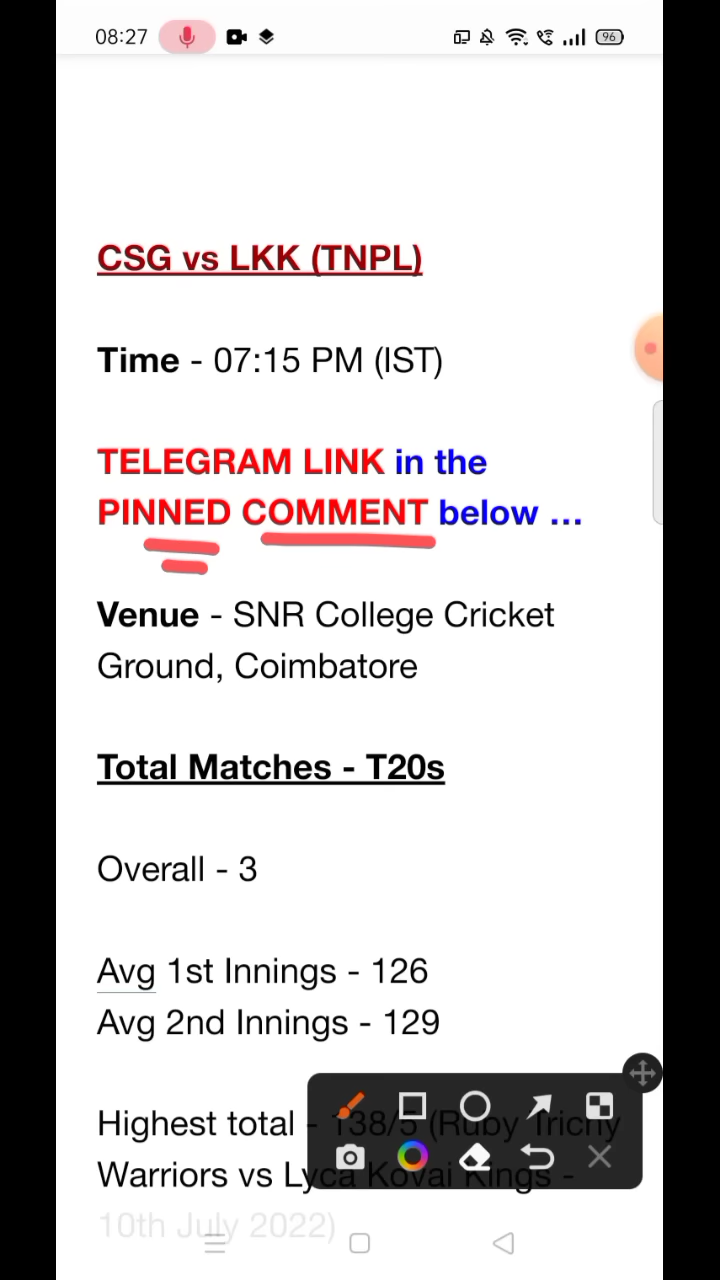 08:27
96
CSG vs LKK (TNPL)
Time - 07:15 PM (IST)
TELEGRAM LINK in the
PINNED COMMENT below ...
Venue - SNR College Cricket
Ground, Coimbatore
Total Matches - T20s
Overall - 3
Avg 1st Innings - 126
Avg 2nd Innings - 129
Highest total - 138/5 (Ruby Trichy
Warriors vs Lyca Kovai Kings -
10th July 2022)